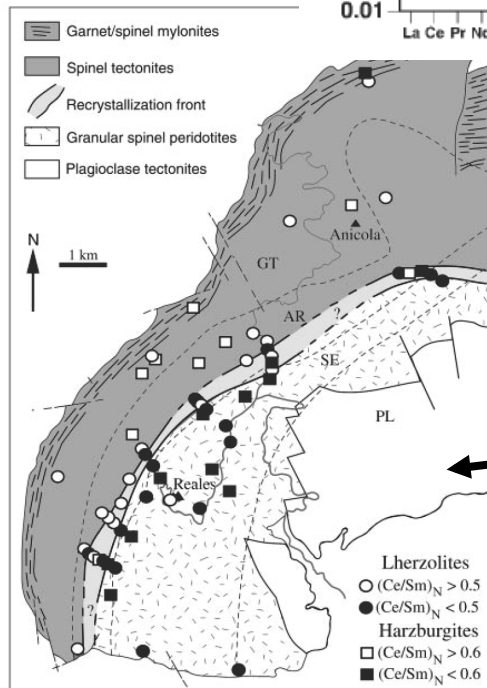 0.01
La Ce Pr Nd
Garnet/spinel mylonites
Spinel tectonites
Recrystallization front
Granular spinel peridotites
Plagioclase tectonites
N
1 km
Anicola
GT
AR
?
SE
PL
Reales
?
Lherzolites
(Ce/Sm)N > 0.5
(Ce/Sm)N < 0.5
Harzburgites
(Ce/Sm)N > 0.6
(Ce/Sm)N < 0.6